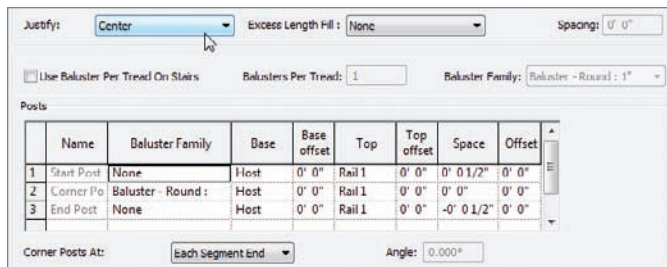 Justify: Center Excess Length Fill : None Spacing: 0' 0"
Use Baluster Per Tread On Stairs Balusters Per Tread: 1 Baluster Family: Baluster - Round : 1"
Posts
Name Baluster Family Base Base offset Top Top offset Space Offset
1 Start Post None Host 0' 0" Rail 1 0' 0" 0' 0 1/2" 0' 0"
2 Corner Po Baluster - Round : Host 0' 0" Rail 1 0' 0" 0' 0" 0' 0"
3 End Post None Host 0' 0" Rail 1 0' 0" -0' 0 1/2" 0' 0"
Corner Posts At: Each Segment End Angle: 0.000°